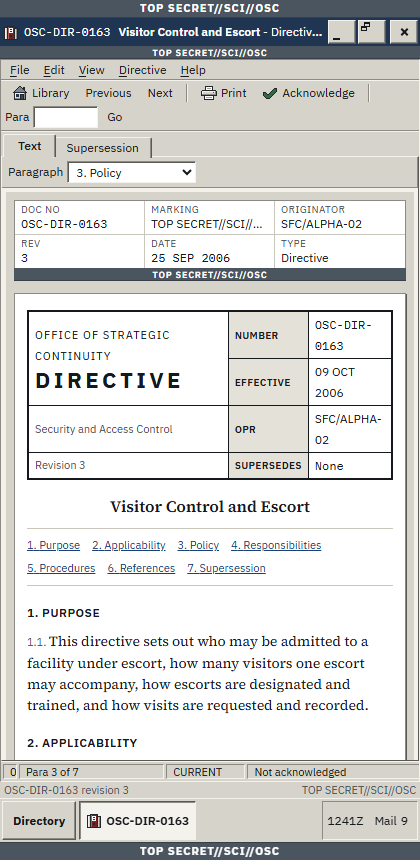 TOP SECRET//SCI//OSC
OSC-DIR-0163 Visitor Control and Escort - Directiv...
TOP SECRET//SCI//OSC
File Edit View Directive Help
Library Previous Next Print Acknowledge
Para Go
Text Supersession
Paragraph 3. Policy
DOC NO MARKING ORIGINATOR
OSC-DIR-0163 TOP SECRET//SCI//... SFC/ALPHA-02
REV DATE TYPE
3 25 SEP 2006 Directive
TOP SECRET//SCI//OSC
OFFICE OF STRATEGIC
CONTINUITY
DIRECTIVE
NUMBER OSC-DIR-
0163
EFFECTIVE 09 OCT
2006
Security and Access Control OPR SFC/ALPHA-
02
Revision 3 SUPERSEDES None
Visitor Control and Escort
1. Purpose 2. Applicability 3. Policy 4. Responsibilities
5. Procedures 6. References 7. Supersession
1. PURPOSE
1.1. This directive sets out who may be admitted to a
facility under escort, how many visitors one escort
may accompany, how escorts are designated and
trained, and how visits are requested and recorded.
2. APPLICABILITY
Para 3 of 7 CURRENT Not acknowledged
OSC-DIR-0163 revision 3 TOP SECRET//SCI//OSC
Directory OSC-DIR-0163 1241Z Mail 9
TOP SECRET//SCI//OSC